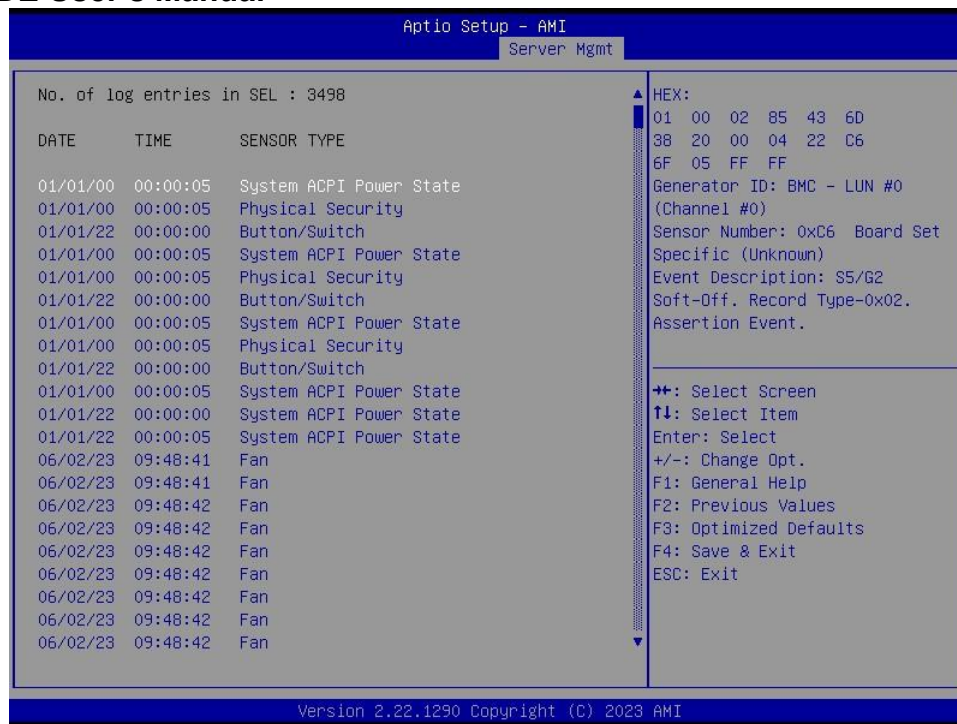 Aptio Setup – AMI
Server Mgmt
No. of log entries in SEL : 3498
DATE TIME SENSOR TYPE
01/01/00 00:00:05 System ACPI Power State
01/01/00 00:00:05 Physical Security
01/01/22 00:00:00 Button/Switch
01/01/00 00:00:05 System ACPI Power State
01/01/00 00:00:05 Physical Security
01/01/22 00:00:00 Button/Switch
01/01/00 00:00:05 System ACPI Power State
01/01/00 00:00:05 Physical Security
01/01/22 00:00:00 Button/Switch
01/01/00 00:00:05 System ACPI Power State
01/01/22 00:00:00 System ACPI Power State
01/01/22 00:00:05 System ACPI Power State
06/02/23 09:48:41 Fan
06/02/23 09:48:41 Fan
06/02/23 09:48:42 Fan
06/02/23 09:48:42 Fan
06/02/23 09:48:42 Fan
06/02/23 09:48:42 Fan
06/02/23 09:48:42 Fan
06/02/23 09:48:42 Fan
06/02/23 09:48:42 Fan
HEX:
01 00 02 85 43 6D
38 20 00 04 22 C6
6F 05 FF FF
Generator ID: BMC – LUN #0
(Channel #0)
Sensor Number: 0xC6 Board Set
Specific (Unknown)
Event Description: S5/G2
Soft-Off. Record Type-0x02.
Assertion Event.
→←: Select Screen
↑↓: Select Item
Enter: Select
+/-: Change Opt.
F1: General Help
F2: Previous Values
F3: Optimized Defaults
F4: Save & Exit
ESC: Exit
Version 2.22.1290 Copyright (C) 2023 AMI